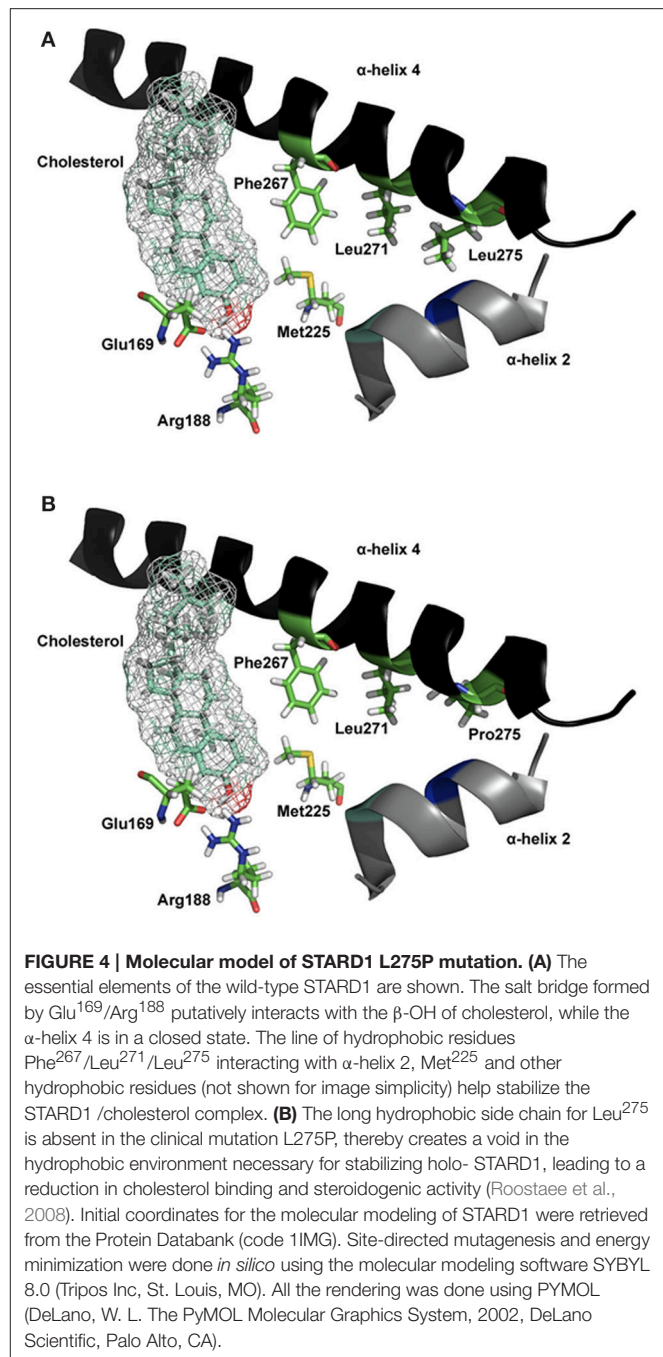 A
α-helix 4
Cholesterol
Phe267
Leu271
Leu275
Glu169
Met225
α-helix 2
Arg188
B
α-helix 4
Cholesterol
Phe267
Leu271
Pro275
Glu169
Met225
α-helix 2
Arg188
FIGURE 4 | Molecular model of STARD1 L275P mutation. (A) The
essential elements of the wild-type STARD1 are shown. The salt bridge formed
by Glu169/Arg188 putatively interacts with the β-OH of cholesterol, while the
α-helix 4 is in a closed state. The line of hydrophobic residues
Phe267/Leu271/Leu275 interacting with α-helix 2, Met225 and other
hydrophobic residues (not shown for image simplicity) help stabilize the
STARD1 /cholesterol complex. (B) The long hydrophobic side chain for Leu275
is absent in the clinical mutation L275P, thereby creates a void in the
hydrophobic environment necessary for stabilizing holo- STARD1, leading to a
reduction in cholesterol binding and steroidogenic activity (Roostaee et al.,
2008). Initial coordinates for the molecular modeling of STARD1 were retrieved
from the Protein Databank (code 1IMG). Site-directed mutagenesis and energy
minimization were done in silico using the molecular modeling software SYBYL
8.0 (Tripos Inc, St. Louis, MO). All the rendering was done using PYMOL
(DeLano, W. L. The PyMOL Molecular Graphics System, 2002, DeLano
Scientific, Palo Alto, CA).